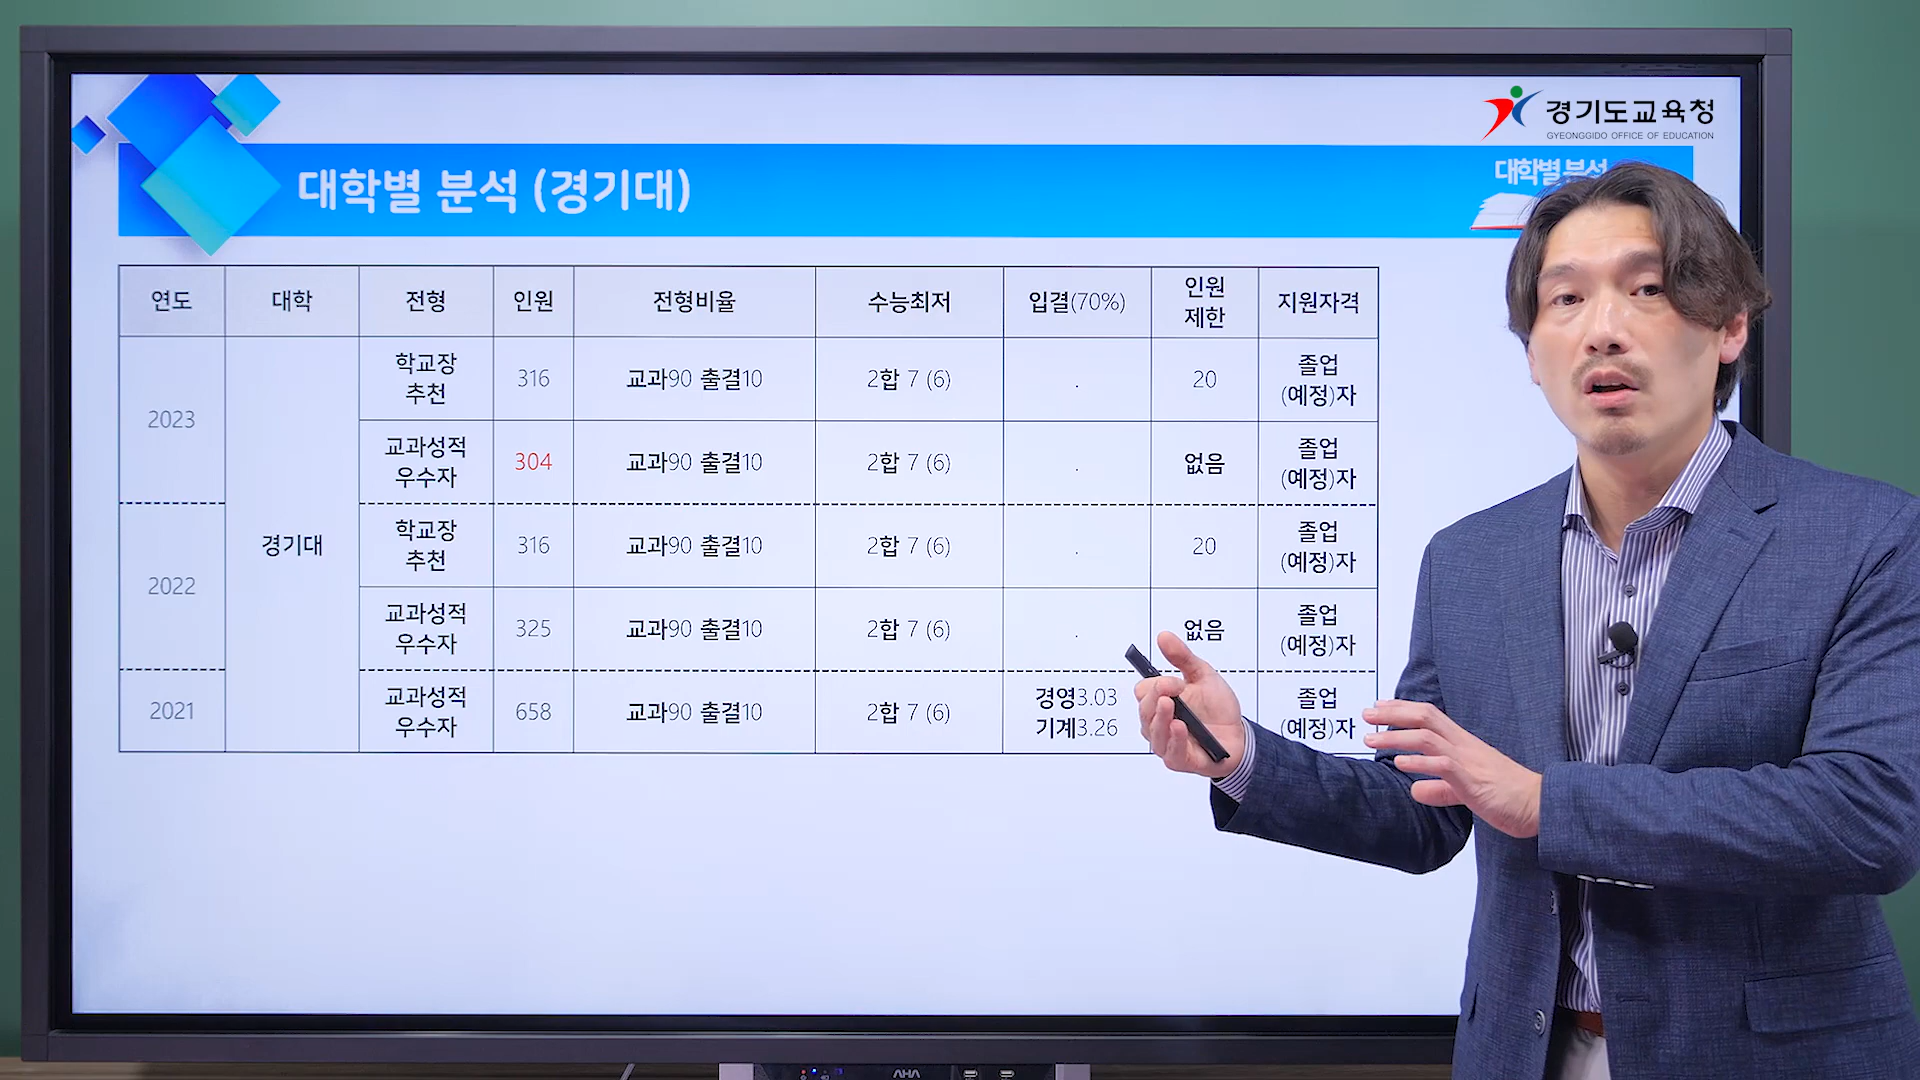 경기도교육청
GYEONGGIDO OFFICE OF EDUCATION
대학별 분석
대학별 분석 (경기대)
연도 대학 전형 인원 전형비율 수능최저 입결(70%) 인원 제한 지원자격
2023 경기대 학교장 추천 316 교과90 출결10 2합 7 (6) . 20 졸업 (예정)자
교과성적 우수자 304 교과90 출결10 2합 7 (6) . 없음 졸업 (예정)자
2022 학교장 추천 316 교과90 출결10 2합 7 (6) . 20 졸업 (예정)자
교과성적 우수자 325 교과90 출결10 2합 7 (6) . 없음 졸업 (예정)자
2021 교과성적 우수자 658 교과90 출결10 2합 7 (6) 경영3.03 기계3.26 졸업 (예정)자
AHA